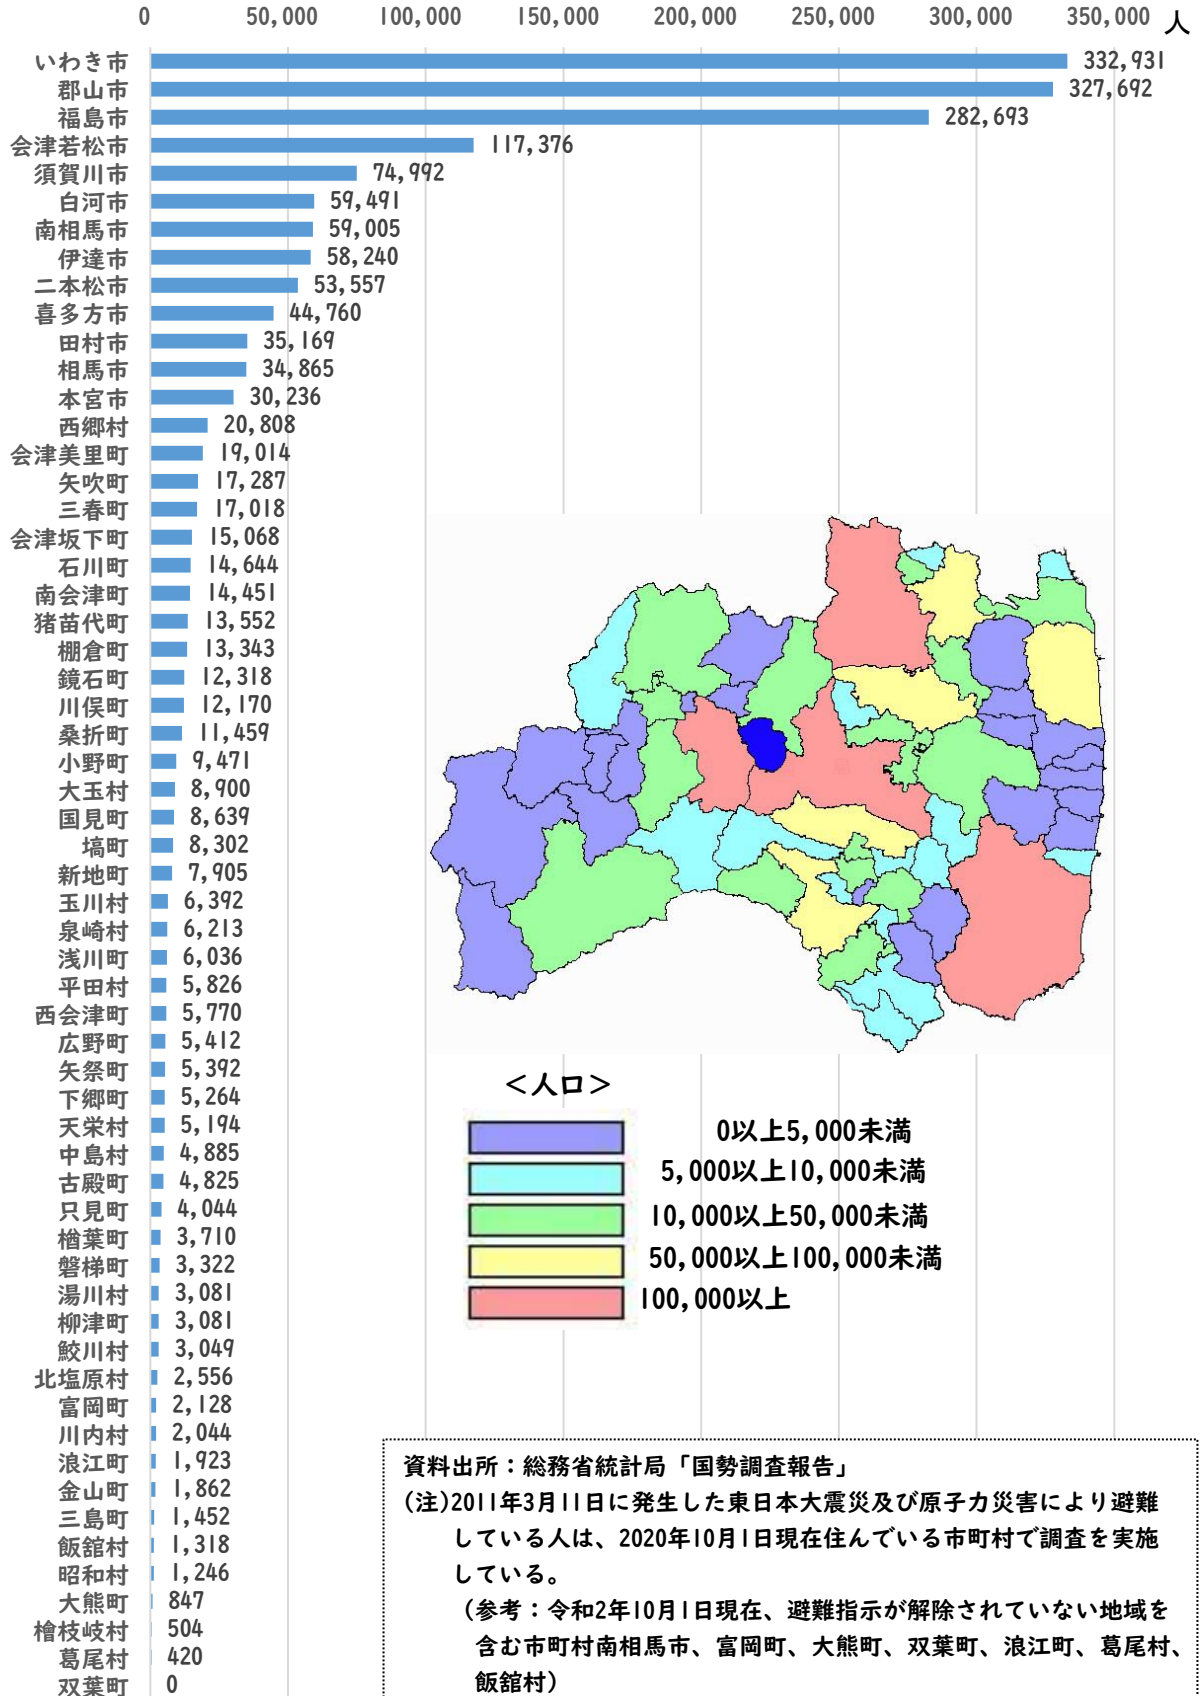 0 50,000 100,000 150,000 200,000 250,000 300,000 350,000 人
いわき市 332,931
郡山市 327,692
福島市 282,693
会津若松市 117,376
須賀川市 74,992
白河市 59,491
南相馬市 59,005
伊達市 58,240
二本松市 53,557
喜多方市 44,760
田村市 35,169
相馬市 34,865
本宮市 30,236
西郷村 20,808
会津美里町 19,014
矢吹町 17,287
三春町 17,018
会津坂下町 15,068
石川町 14,644
南会津町 14,451
猪苗代町 13,552
棚倉町 13,343
鏡石町 12,318
川俣町 12,170
桑折町 11,459
小野町 9,471
大玉村 8,900
国見町 8,639
塙町 8,302
新地町 7,905
玉川村 6,392
泉崎村 6,213
浅川町 6,036
平田村 5,826
西会津町 5,770
広野町 5,412
矢祭町 5,392
下郷町 5,264
天栄村 5,194
中島村 4,885
古殿町 4,825
只見町 4,044
楢葉町 3,710
磐梯町 3,322
湯川村 3,081
柳津町 3,081
鮫川村 3,049
北塩原村 2,556
富岡町 2,128
川内村 2,044
浪江町 1,923
金山町 1,862
三島町 1,452
飯舘村 1,318
昭和村 1,246
大熊町 847
檜枝岐村 504
葛尾村 420
双葉町 0
＜人口＞
0以上5,000未満
5,000以上10,000未満
10,000以上50,000未満
50,000以上100,000未満
100,000以上
資料出所：総務省統計局「国勢調査報告」
(注)2011年3月11日に発生した東日本大震災及び原子力災害により避難
している人は、2020年10月1日現在住んでいる市町村で調査を実施
している。
（参考：令和2年10月1日現在、避難指示が解除されていない地域を
含む市町村南相馬市、富岡町、大熊町、双葉町、浪江町、葛尾村、
飯舘村）